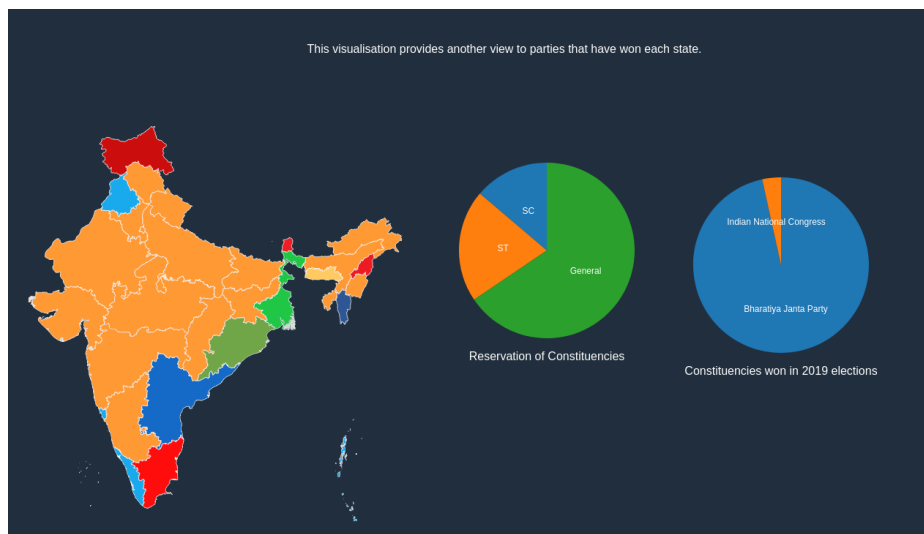 This visualisation provides another view to parties that have won each state.
SC
ST
General
Reservation of Constituencies
Indian National Congress
Bharatiya Janta Party
Constituencies won in 2019 elections